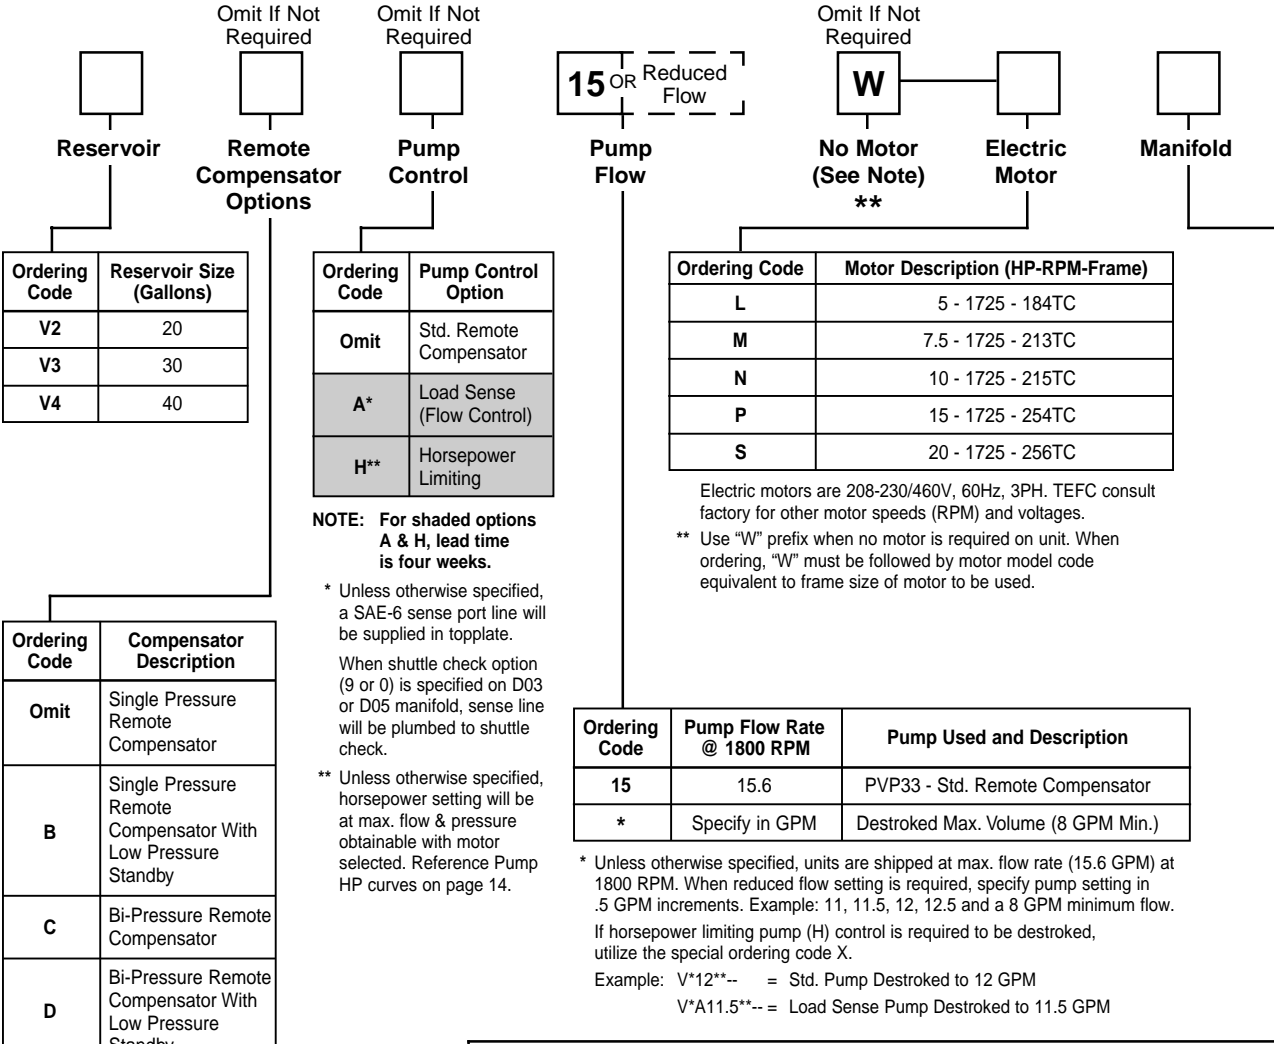 Omit If Not
Required
Omit If Not
Required
Omit If Not
Required
15 OR Reduced
Flow
W
Reservoir
Remote
Compensator
Options
Pump
Control
Pump
Flow
No Motor
(See Note)
**
Electric
Motor
Manifold
Ordering Code | Reservoir Size (Gallons)
V2 20
V3 30
V4 40
Ordering Code | Pump Control Option
Omit Std. Remote Compensator
A* Load Sense (Flow Control)
H** Horsepower Limiting
NOTE: For shaded options
A & H, lead time
is four weeks.
* Unless otherwise specified,
a SAE-6 sense port line will
be supplied in topplate.
When shuttle check option
(9 or 0) is specified on D03
or D05 manifold, sense line
will be plumbed to shuttle
check.
** Unless otherwise specified,
horsepower setting will be
at max. flow & pressure
obtainable with motor
selected. Reference Pump
HP curves on page 14.
Ordering Code Motor Description (HP-RPM-Frame)
L 5 - 1725 - 184TC
M 7.5 - 1725 - 213TC
N 10 - 1725 - 215TC
P 15 - 1725 - 254TC
S 20 - 1725 - 256TC
Electric motors are 208-230/460V, 60Hz, 3PH. TEFC consult
factory for other motor speeds (RPM) and voltages.
** Use “W” prefix when no motor is required on unit. When
ordering, “W” must be followed by motor model code
equivalent to frame size of motor to be used.
Ordering Code Compensator Description
Omit Single Pressure Remote Compensator
B Single Pressure Remote Compensator With Low Pressure Standby
C Bi-Pressure Remote Compensator
D Bi-Pressure Remote Compensator With Low Pressure Standby
Ordering Code Pump Flow Rate @ 1800 RPM Pump Used and Description
15 15.6 PVP33 - Std. Remote Compensator
* Specify in GPM Destroked Max. Volume (8 GPM Min.)
* Unless otherwise specified, units are shipped at max. flow rate (15.6 GPM) at
1800 RPM. When reduced flow setting is required, specify pump setting in
.5 GPM increments. Example: 11, 11.5, 12, 12.5 and a 8 GPM minimum flow.
If horsepower limiting pump (H) control is required to be destroked,
utilize the special ordering code X.
Example: V*12**-- = Std. Pump Destroked to 12 GPM
V*A11.5**-- = Load Sense Pump Destroked to 11.5 GPM